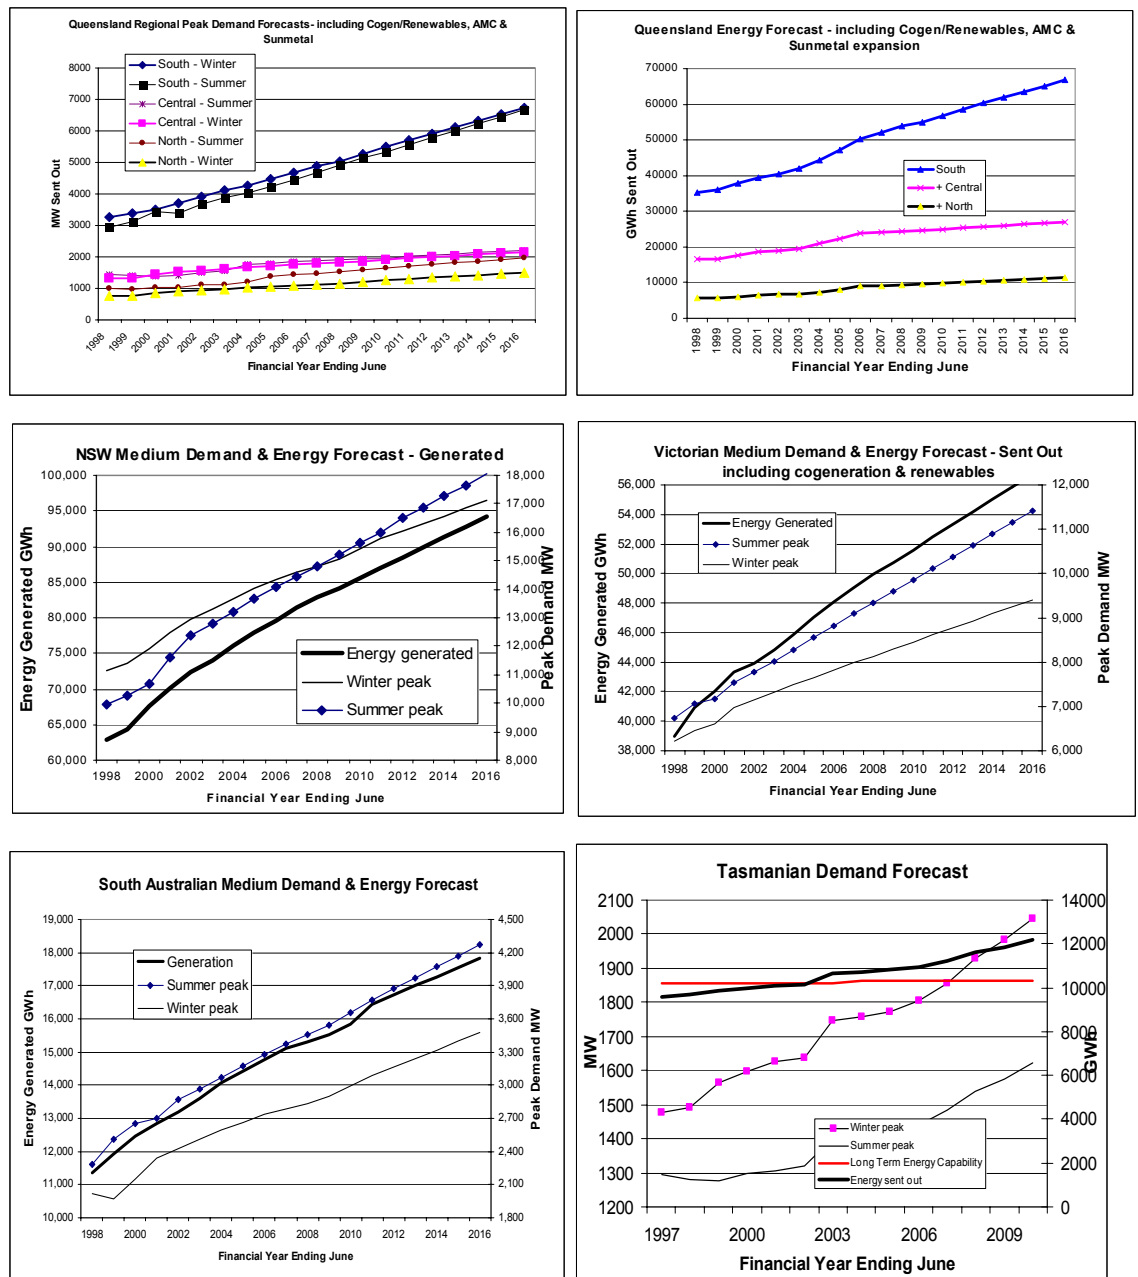 Queensland Regional Peak Demand Forecasts- including Cogen/Renewables, AMC &
Sunmetal
8000
7000
6000
5000
4000
3000
2000
1000
0
MW Sent Out
South - Winter
South - Summer
Central - Summer
Central - Winter
North - Summer
North - Winter
1998
1999
2000
2001
2002
2003
2004
2005
2006
2007
2008
2009
2010
2011
2012
2013
2014
2015
2016
Financial Year Ending June
Queensland Energy Forecast - including Cogen/Renewables, AMC &
Sunmetal expansion
70000
60000
50000
40000
30000
20000
10000
0
GWh Sent Out
South
+ Central
+ North
1998
1999
2000
2001
2002
2003
2004
2005
2006
2007
2008
2009
2010
2011
2012
2013
2014
2015
2016
Financial Year Ending June
NSW Medium Demand & Energy Forecast - Generated
100,000
95,000
90,000
85,000
80,000
75,000
70,000
65,000
60,000
Energy Generated GWh
18,000
17,000
16,000
15,000
14,000
13,000
12,000
11,000
10,000
9,000
8,000
Peak Demand MW
Energy generated
Winter peak
Summer peak
1998 2000 2002 2004 2006 2008 2010 2012 2014 2016
Financial Year Ending June
Victorian Medium Demand & Energy Forecast - Sent Out
including cogeneration & renewables
56,000
54,000
52,000
50,000
48,000
46,000
44,000
42,000
40,000
38,000
Energy Generated GWh
12,000
11,000
10,000
9,000
8,000
7,000
6,000
Peak Demand MW
Energy Generated
Summer peak
Winter peak
1998 2000 2002 2004 2006 2008 2010 2012 2014 2016
Financial Year Ending June
South Australian Medium Demand & Energy Forecast
19,000
18,000
17,000
16,000
15,000
14,000
13,000
12,000
11,000
10,000
Energy Generated GWh
4,500
4,200
3,900
3,600
3,300
3,000
2,700
2,400
2,100
1,800
Peak Demand MW
Generation
Summer peak
Winter peak
1998 2000 2002 2004 2006 2008 2010 2012 2014 2016
Financial Year Ending June
Tasmanian Demand Forecast
2100
2000
1900
1800
1700
1600
1500
1400
1300
1200
MW
14000
12000
10000
8000
6000
4000
2000
0
GWh
Winter peak
Summer peak
Long Term Energy Capability
Energy sent out
1997 2000 2003 2006 2009
Financial Year Ending June